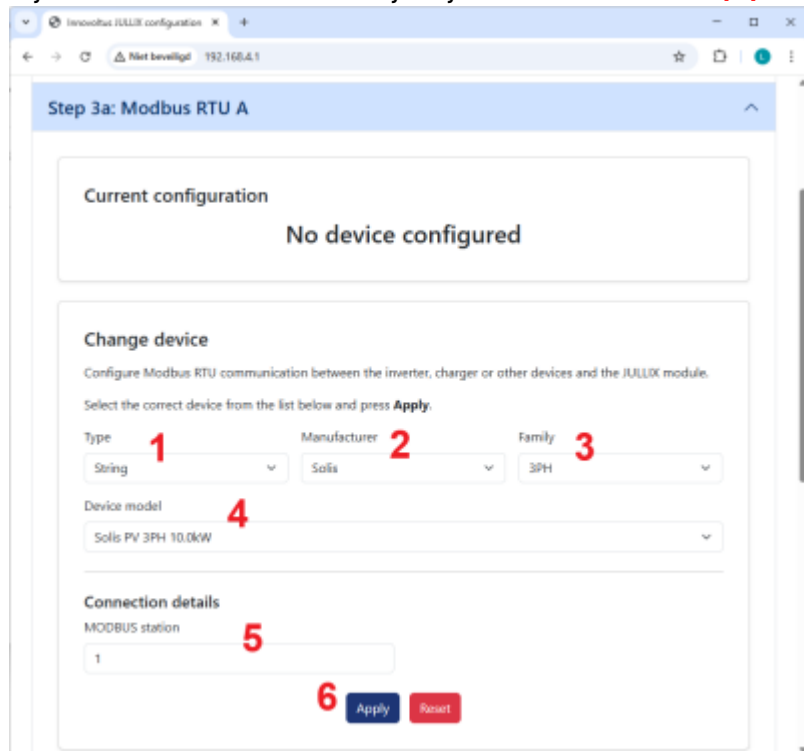 Innovoltus JULLIX configuration
Niet beveiligd 192.168.4.1
L
Step 3a: Modbus RTU A
Current configuration
No device configured
Change device
Configure Modbus RTU communication between the inverter, charger or other devices and the JULLIX module.
Select the correct device from the list below and press Apply.
Type 1 Manufacturer 2 Family 3
String Solis 3PH
Device model 4
Solis PV 3PH 10.0kW
Connection details
MODBUS station 5
1
6 Apply Reset